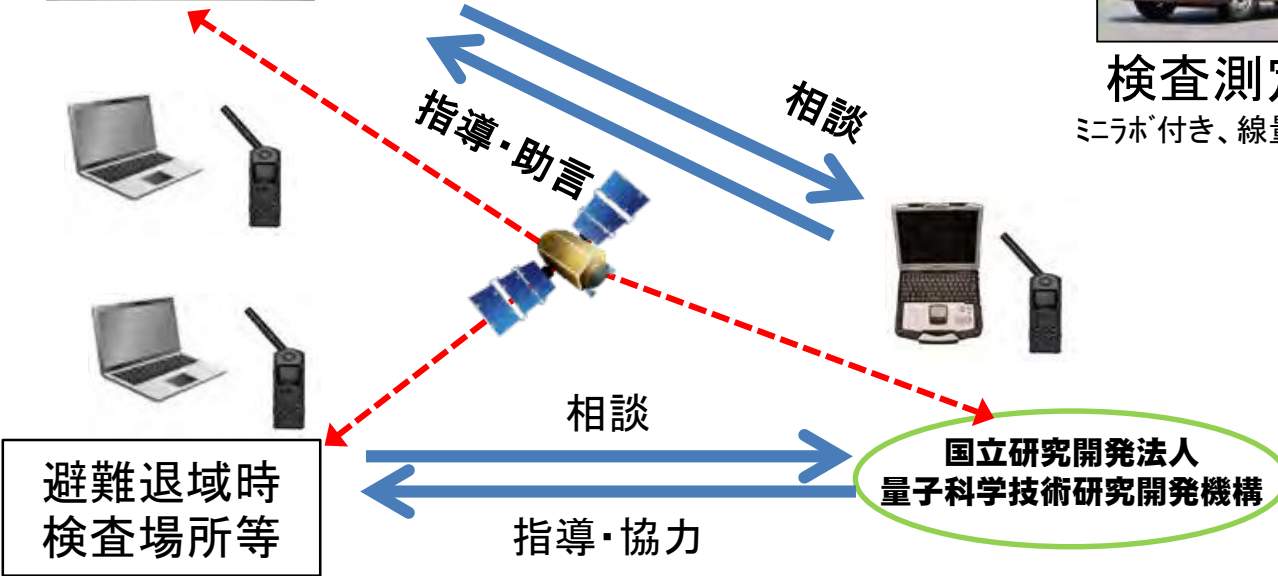 検査測定
ミニラボ付き、線量
相談
指導・助言
相談
国立研究開発法人
量子科学技術研究開発機構
避難退域時
検査場所等
指導・協力